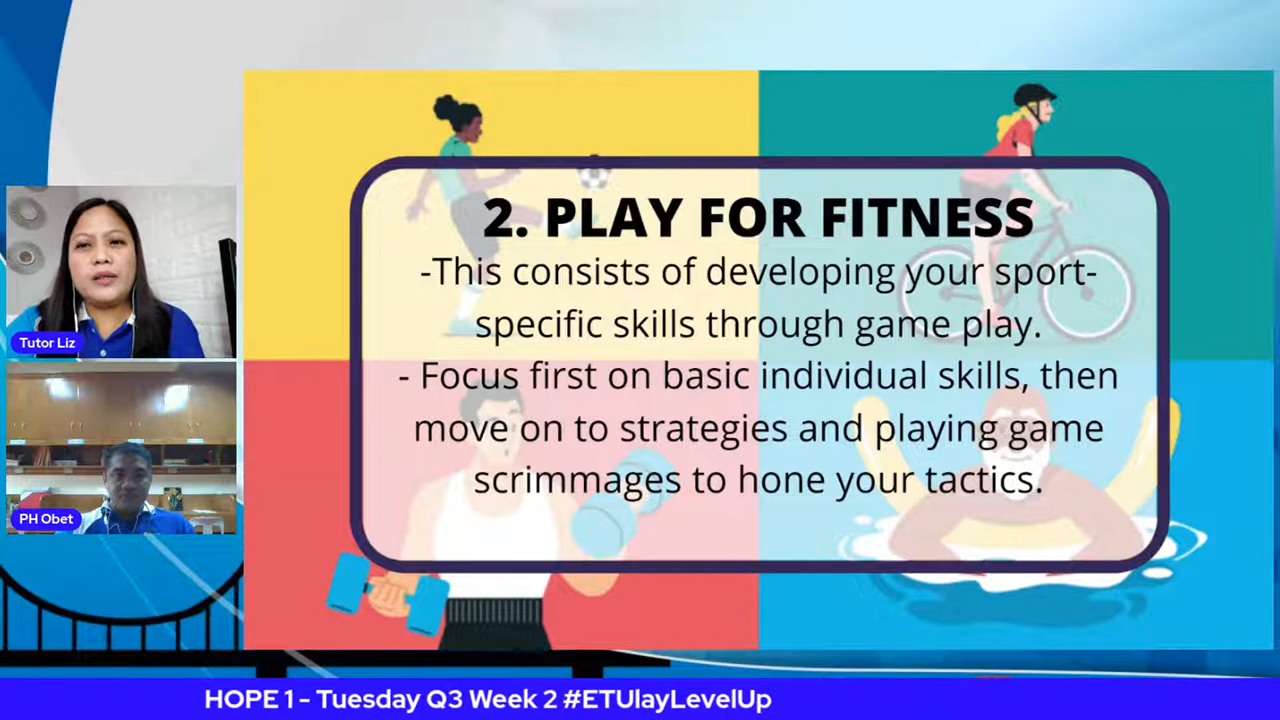 2. PLAY FOR FITNESS
-This consists of developing your sport-
specific skills through game play.
- Focus first on basic individual skills, then
move on to strategies and playing game
scrimmages to hone your tactics.
Tutor Liz
PH Obet
HOPE 1 - Tuesday Q3 Week 2 #ETUlayLevelUp